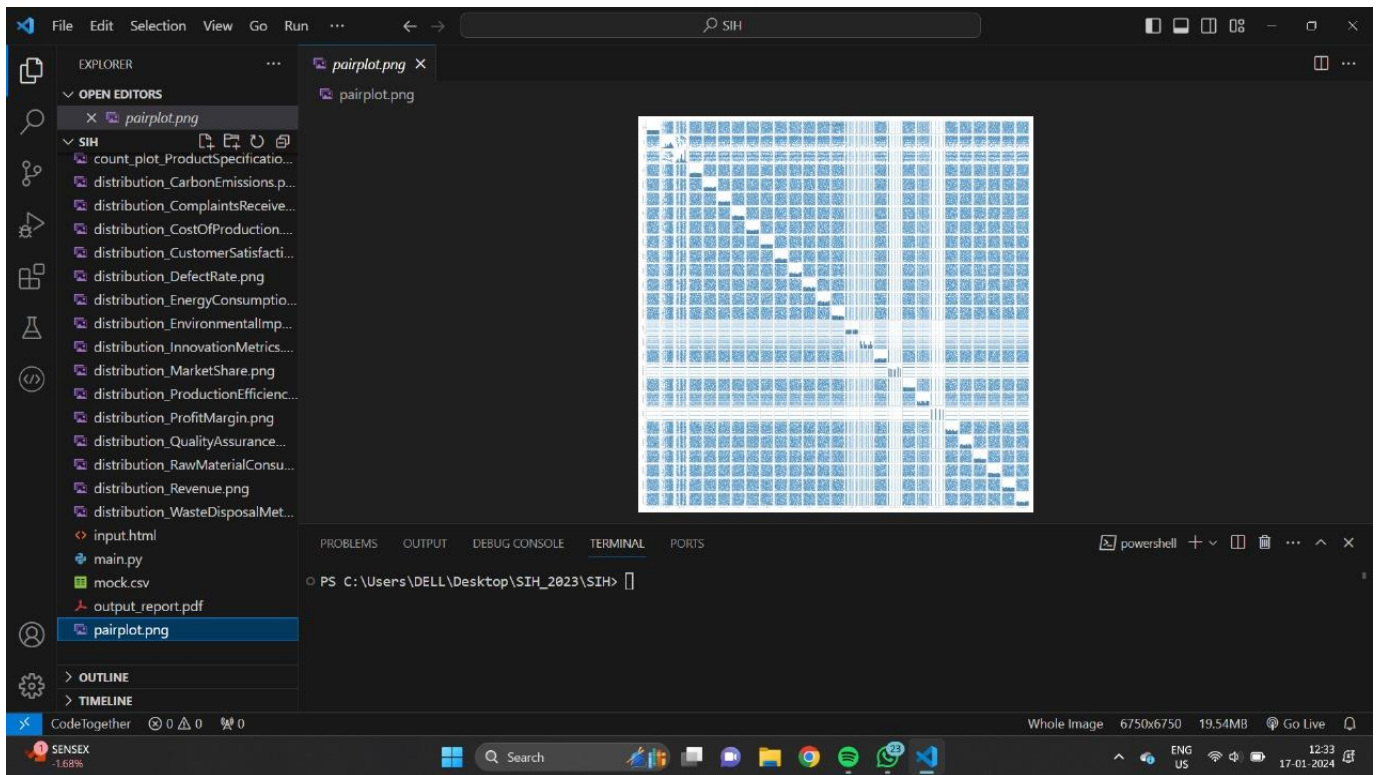 File Edit Selection View Go Run ··· SIH
EXPLORER ···
OPEN EDITORS
pairplot.png
SIH
count_plot_ProductSpecificatio...
distribution_CarbonEmissions.p...
distribution_ComplaintsReceive...
distribution_CostOfProduction....
distribution_CustomerSatisfacti...
distribution_DefectRate.png
distribution_EnergyConsumptio...
distribution_EnvironmentalImp...
distribution_InnovationMetrics....
distribution_MarketShare.png
distribution_ProductionEfficienc...
distribution_ProfitMargin.png
distribution_QualityAssurance...
distribution_RawMaterialConsu...
distribution_Revenue.png
distribution_WasteDisposalMet...
input.html
main.py
mock.csv
output_report.pdf
pairplot.png
OUTLINE
TIMELINE
pairplot.png
pairplot.png
PROBLEMS OUTPUT DEBUG CONSOLE TERMINAL PORTS powershell
PS C:\Users\DELL\Desktop\SIH_2023\SIH>
CodeTogether 0 0 0 Whole Image 6750x6750 19.54MB Go Live
1 SENSEX
-1.68%
Search
23
ENG
US
12:33
17-01-2024